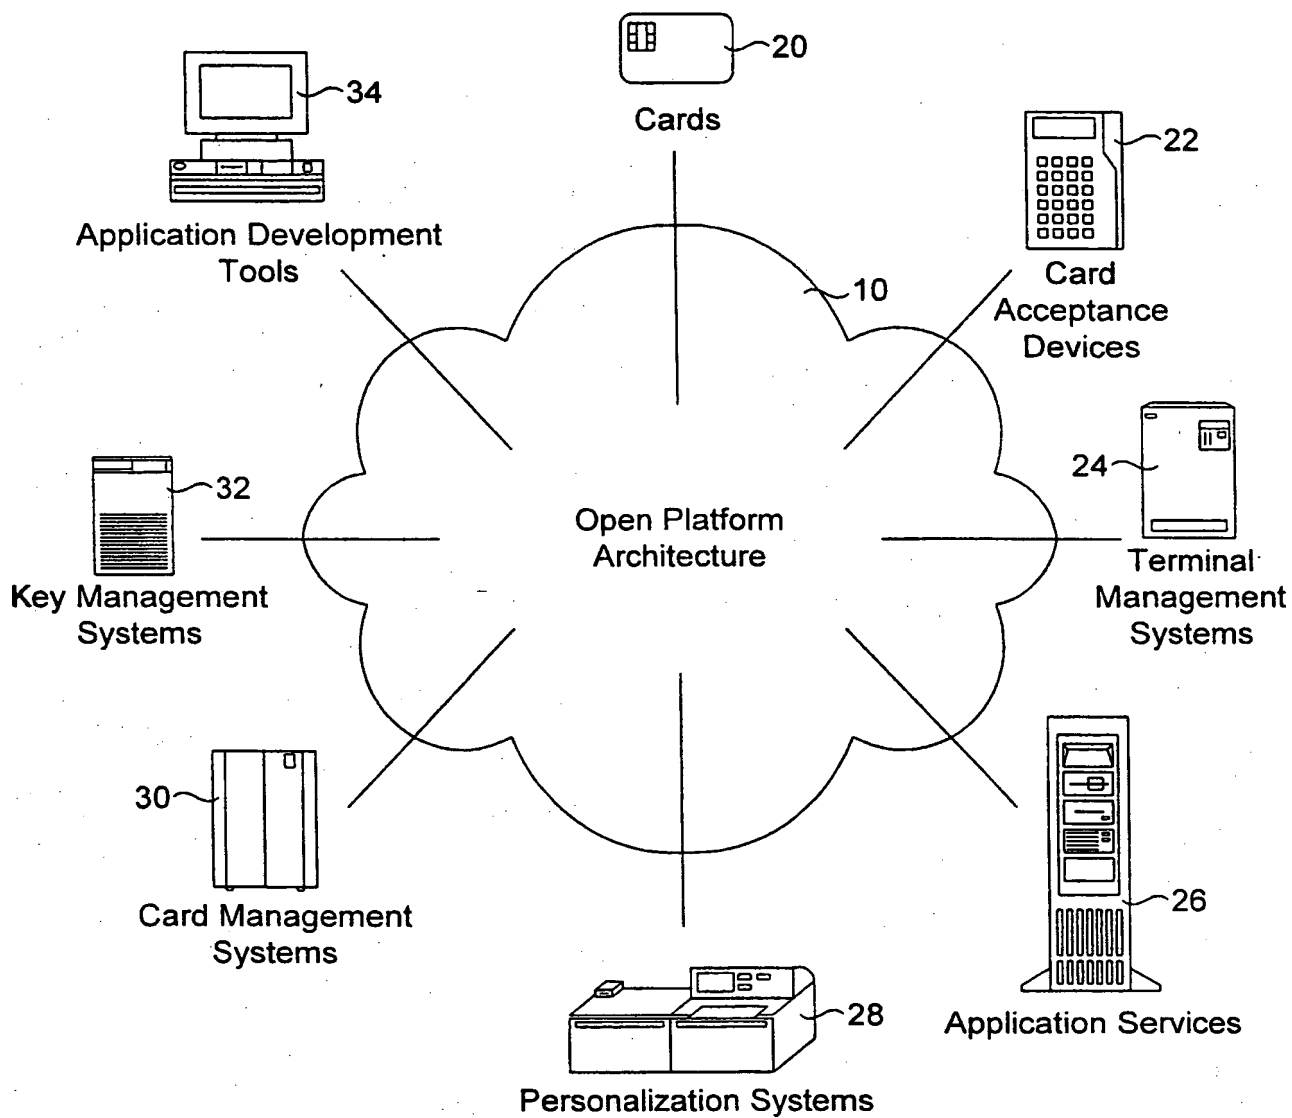 20
Cards
34
Application Development
Tools
22
Card
Acceptance
Devices
10
24
Terminal
Management
Systems
32
Key Management
Systems
Open Platform
Architecture
30
Card Management
Systems
26
Application Services
28
Personalization Systems